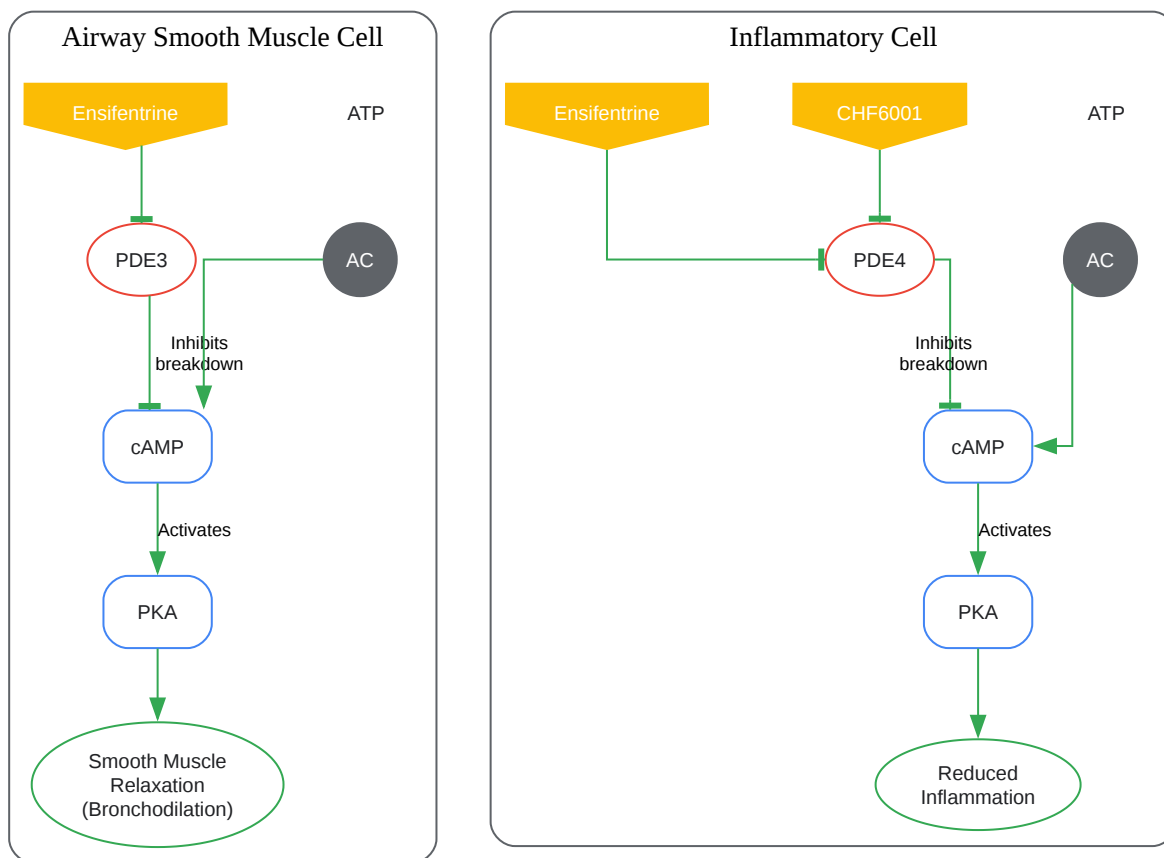 Airway Smooth Muscle Cell
Ensifentrine
ATP
PDE3
AC
Inhibits
breakdown
cAMP
Activates
PKA
Smooth Muscle
Relaxation
(Bronchodilation)
Inflammatory Cell
Ensifentrine
CHF6001
ATP
PDE4
AC
Inhibits
breakdown
cAMP
Activates
PKA
Reduced
Inflammation